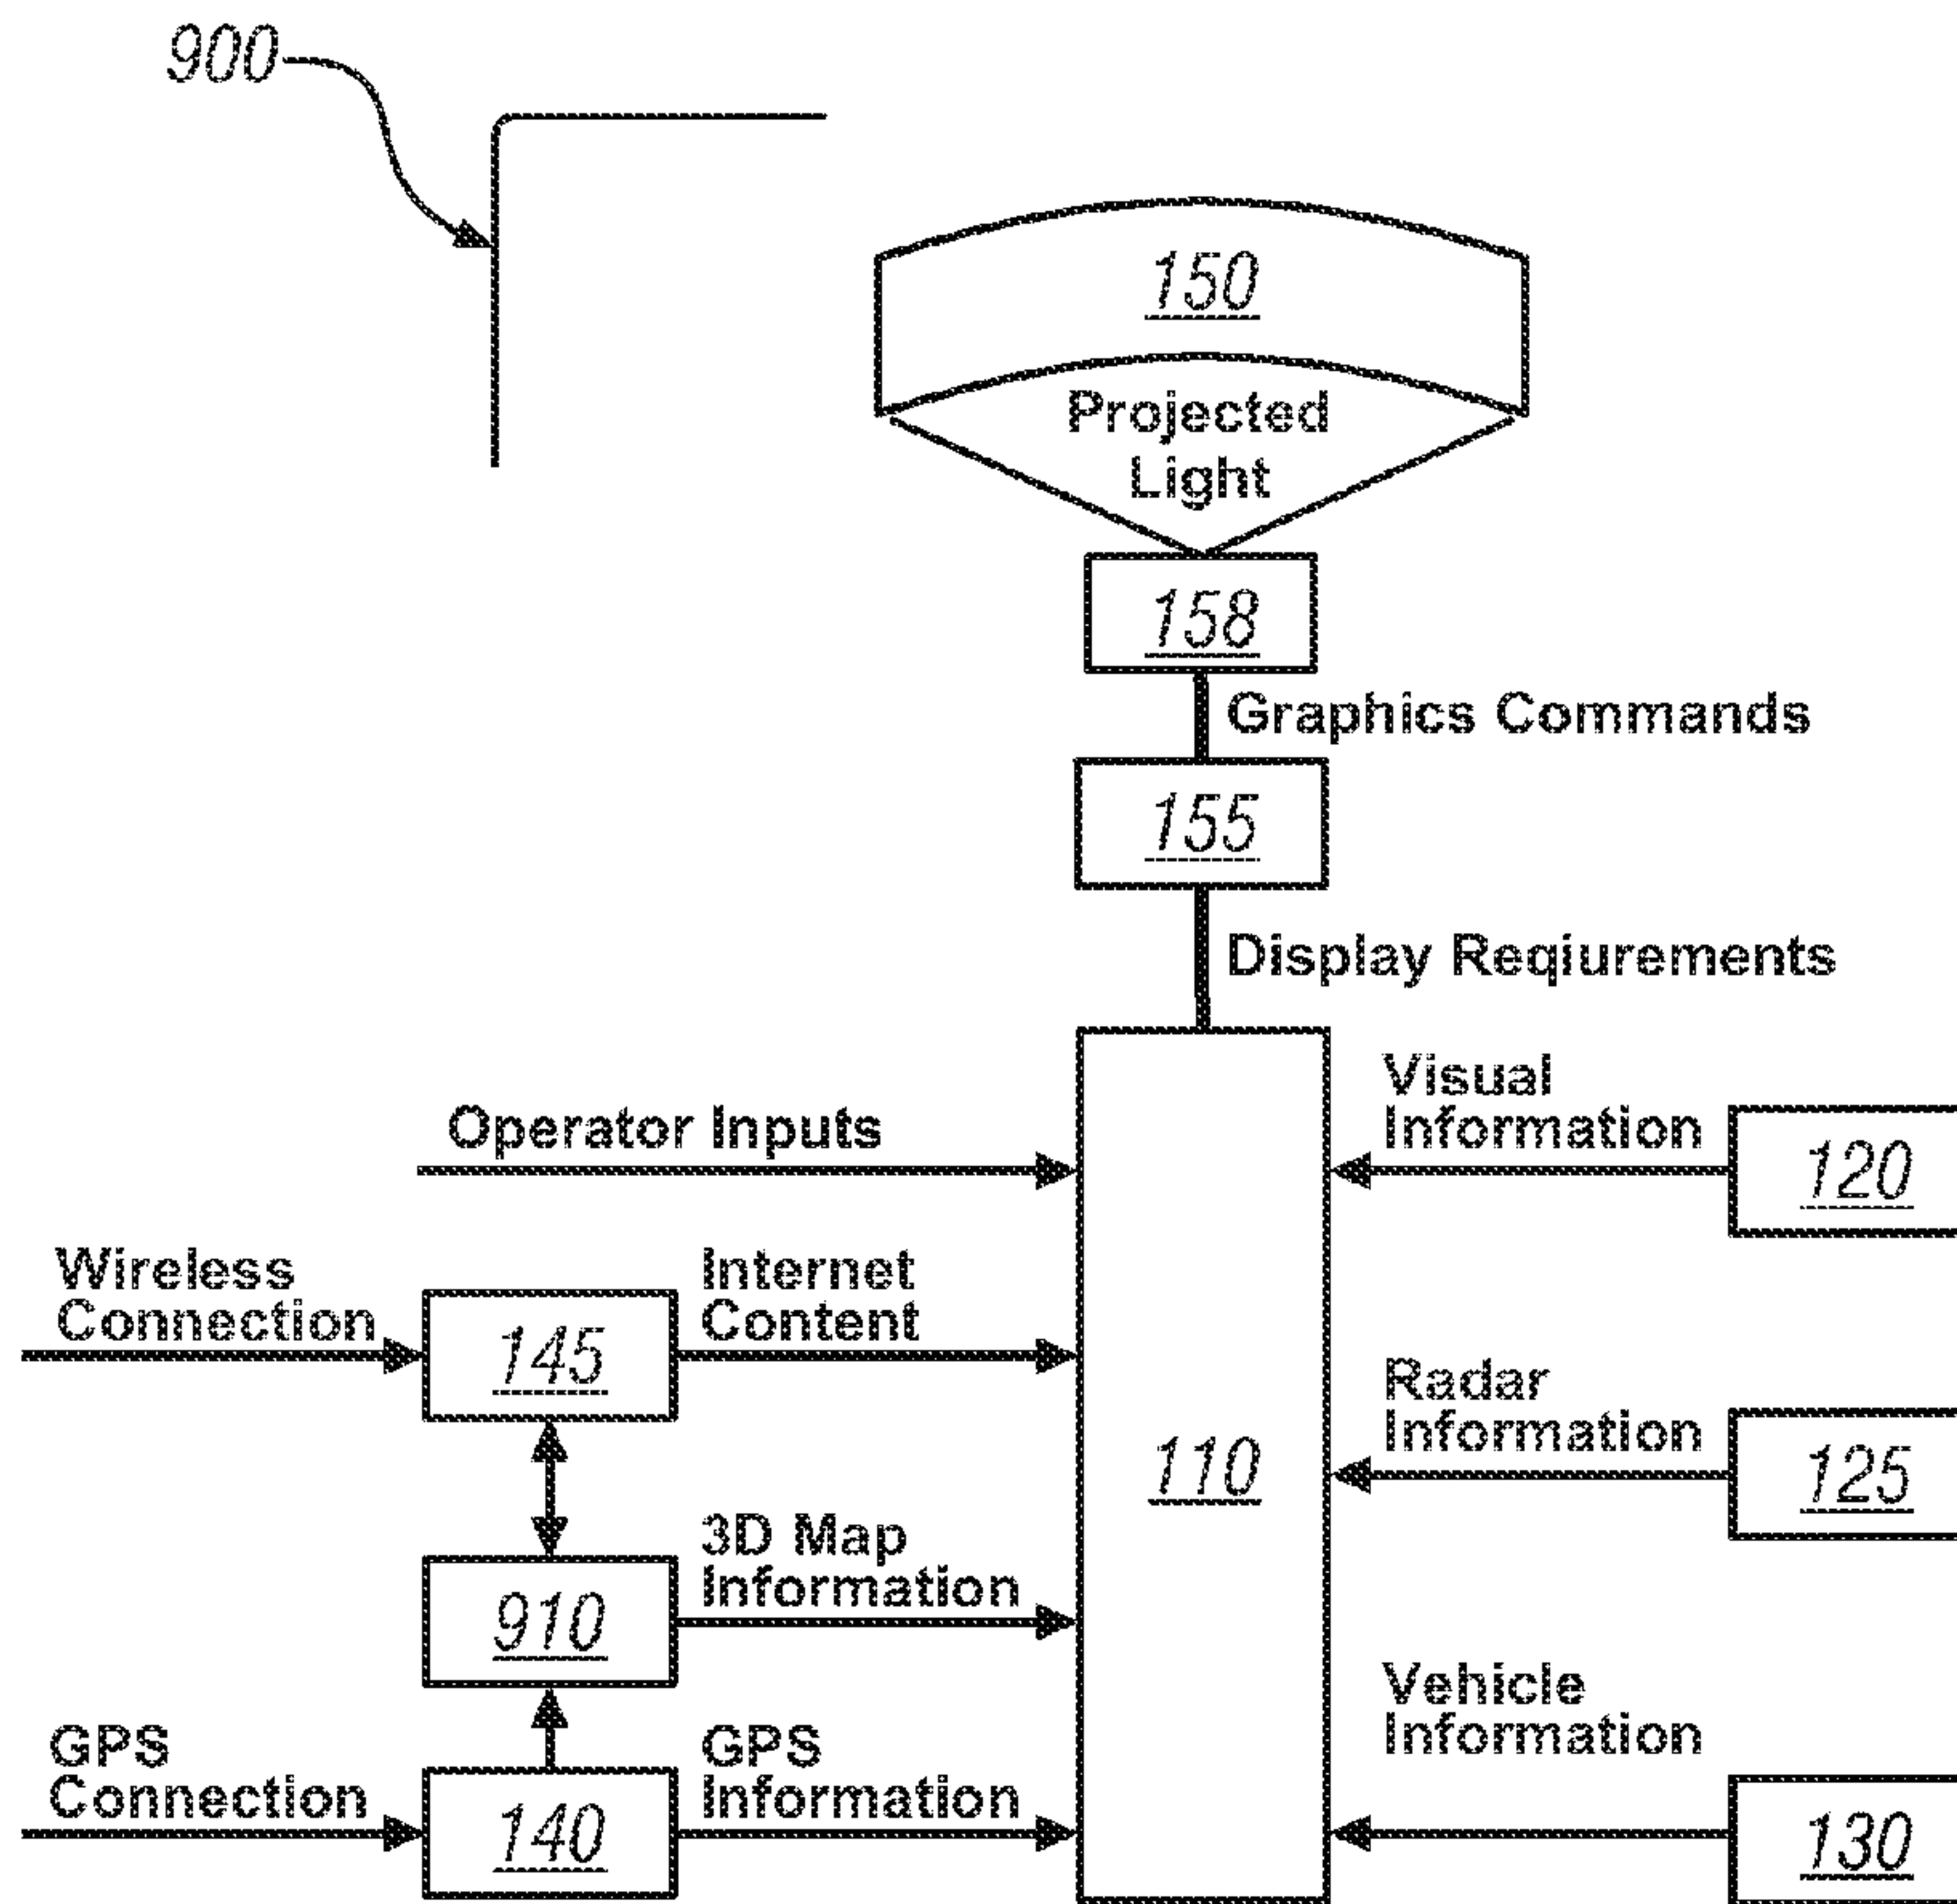 900
150
Projected
Light
158
Graphics Commands
155
Display Reqiurements
Operator Inputs
Visual
Information
120
Wireless
Connection
145
Internet
Content
110
Radar
Information
125
910
3D Map
Information
GPS
Connection
140
GPS
Information
Vehicle
Information
130